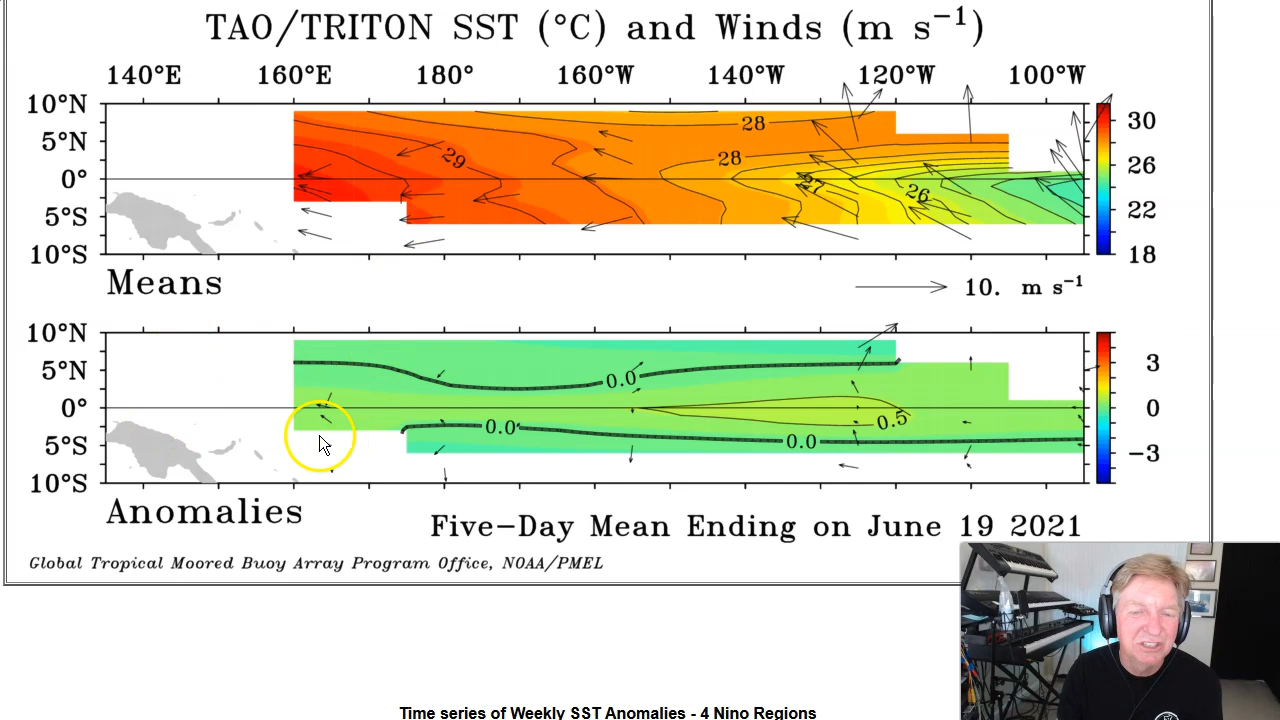 TAO/TRITON SST (°C) and Winds (m s⁻¹)
140°E 160°E 180° 160°W 140°W 120°W 100°W
10°N
5°N
0°
5°S
10°S
28
29
28
27
26
30
26
22
18
Means
10. m s⁻¹
10°N
5°N
0°
5°S
10°S
0.0
0.5
0.0
0.0
3
0
−3
Anomalies
Five-Day Mean Ending on June 19 2021
Global Tropical Moored Buoy Array Program Office, NOAA/PMEL
Time series of Weekly SST Anomalies - 4 Nino Regions